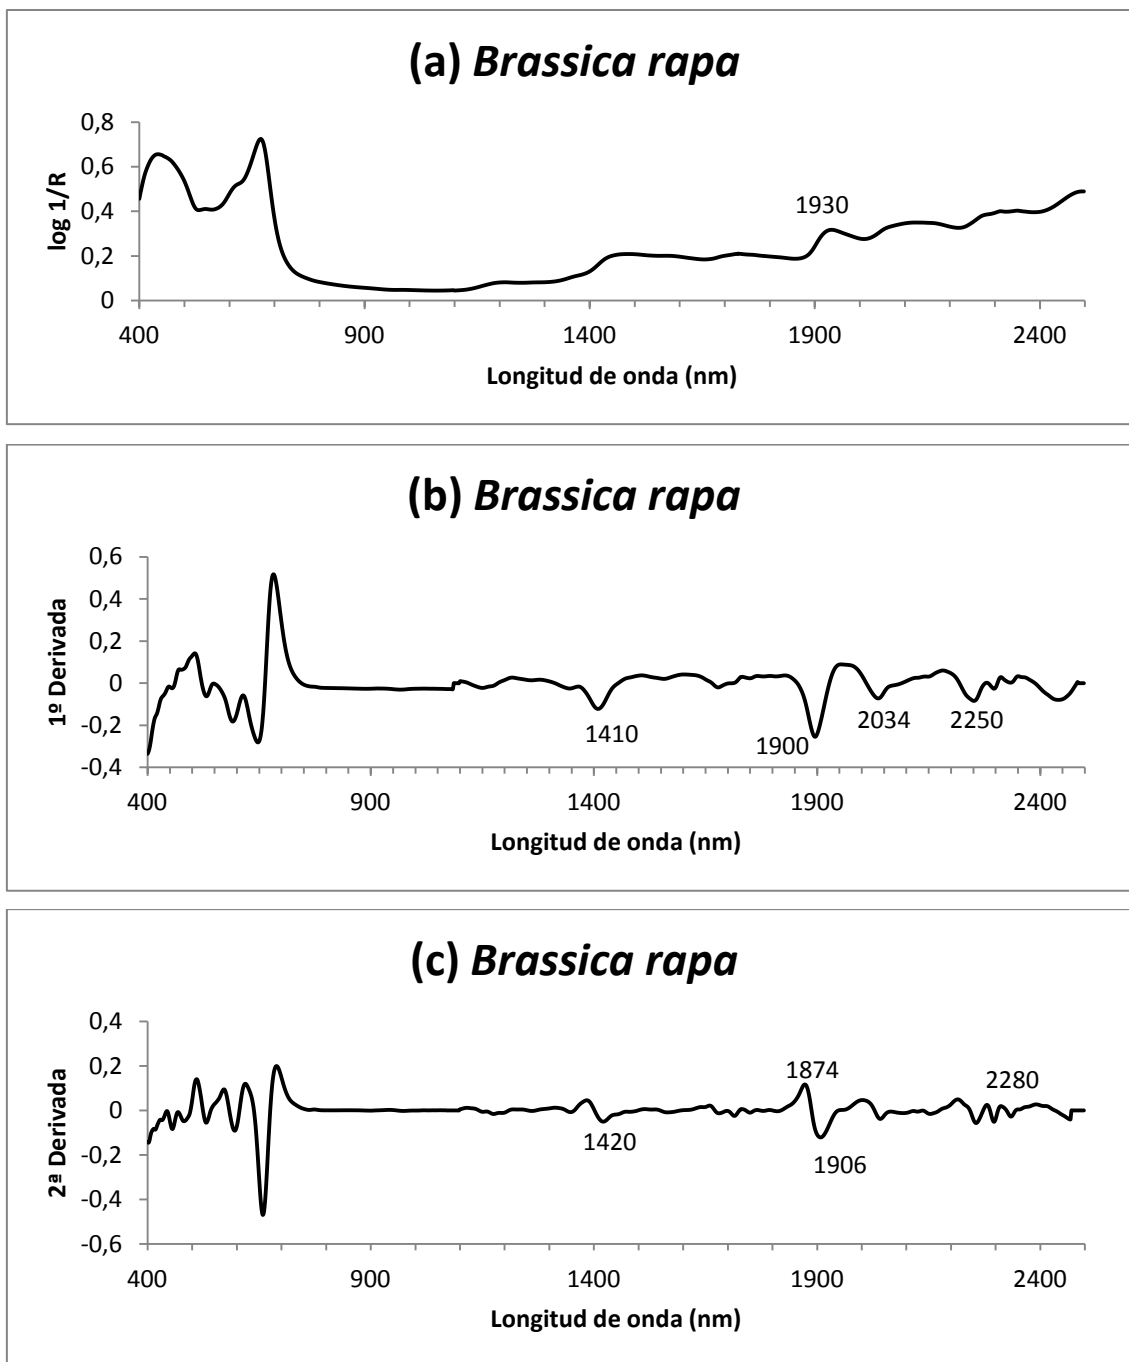 (a) Brassica rapa
0,8
0,6
0,4
0,2
0
log 1/R
1930
400 900 1400 1900 2400
Longitud de onda (nm)
(b) Brassica rapa
0,6
0,4
0,2
0
-0,2
-0,4
1º Derivada
1410
1900
2034
2250
400 900 1400 1900 2400
Longitud de onda (nm)
(c) Brassica rapa
0,4
0,2
0
-0,2
-0,4
-0,6
2ª Derivada
1874
2280
1420
1906
400 900 1400 1900 2400
Longitud de onda (nm)